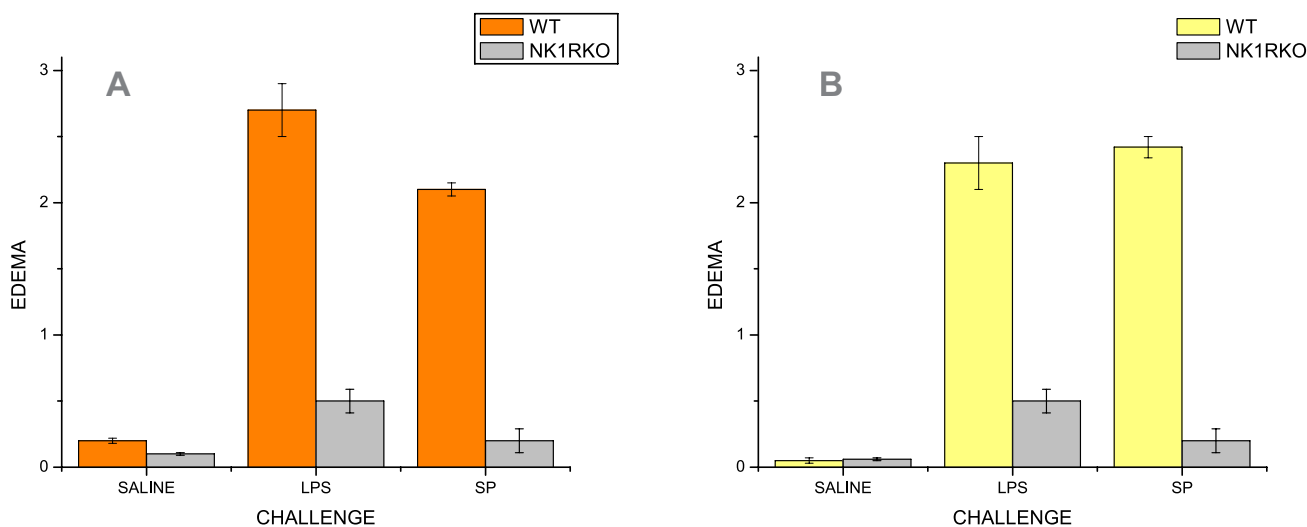 WT
NK1RKO
A
3
2
1
0
EDEMA
SALINE LPS SP
CHALLENGE
WT
NK1RKO
B
3
2
1
0
EDEMA
SALINE LPS SP
CHALLENGE